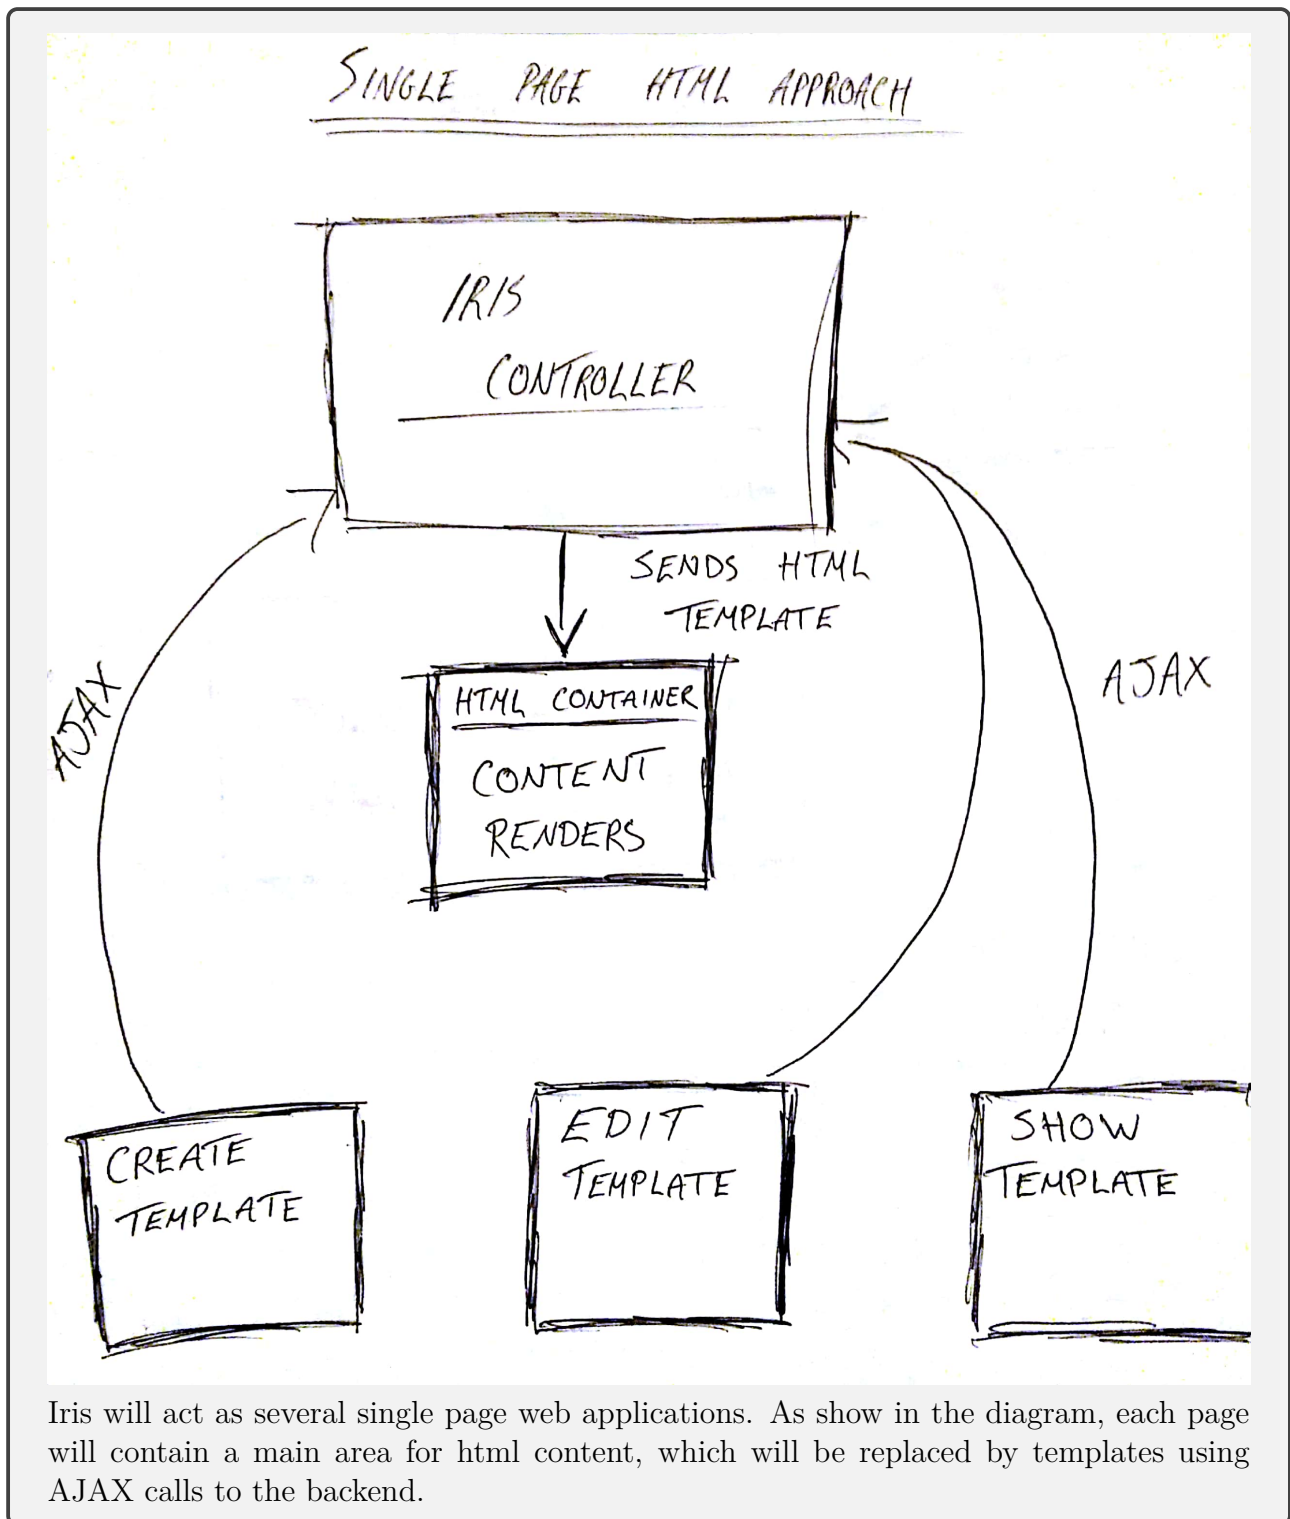 SINGLE PAGE HTML APPROACH
IRIS
CONTROLLER
SENDS HTML
TEMPLATE
AJAX
AJAX
HTML CONTAINER
CONTENT
RENDERS
CREATE
TEMPLATE
EDIT
TEMPLATE
SHOW
TEMPLATE
Iris will act as several single page web applications. As show in the diagram, each page
will contain a main area for html content, which will be replaced by templates using
AJAX calls to the backend.